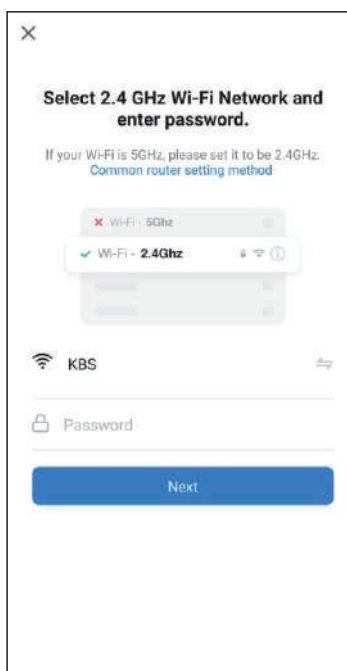 Select 2.4 GHz Wi-Fi Network and
enter password.
If your Wi-Fi is 5GHz, please set it to be 2.4GHz.
Common router setting method
Wi-Fi - 5Ghz
Wi-Fi - 2.4Ghz
KBS
Password
Next